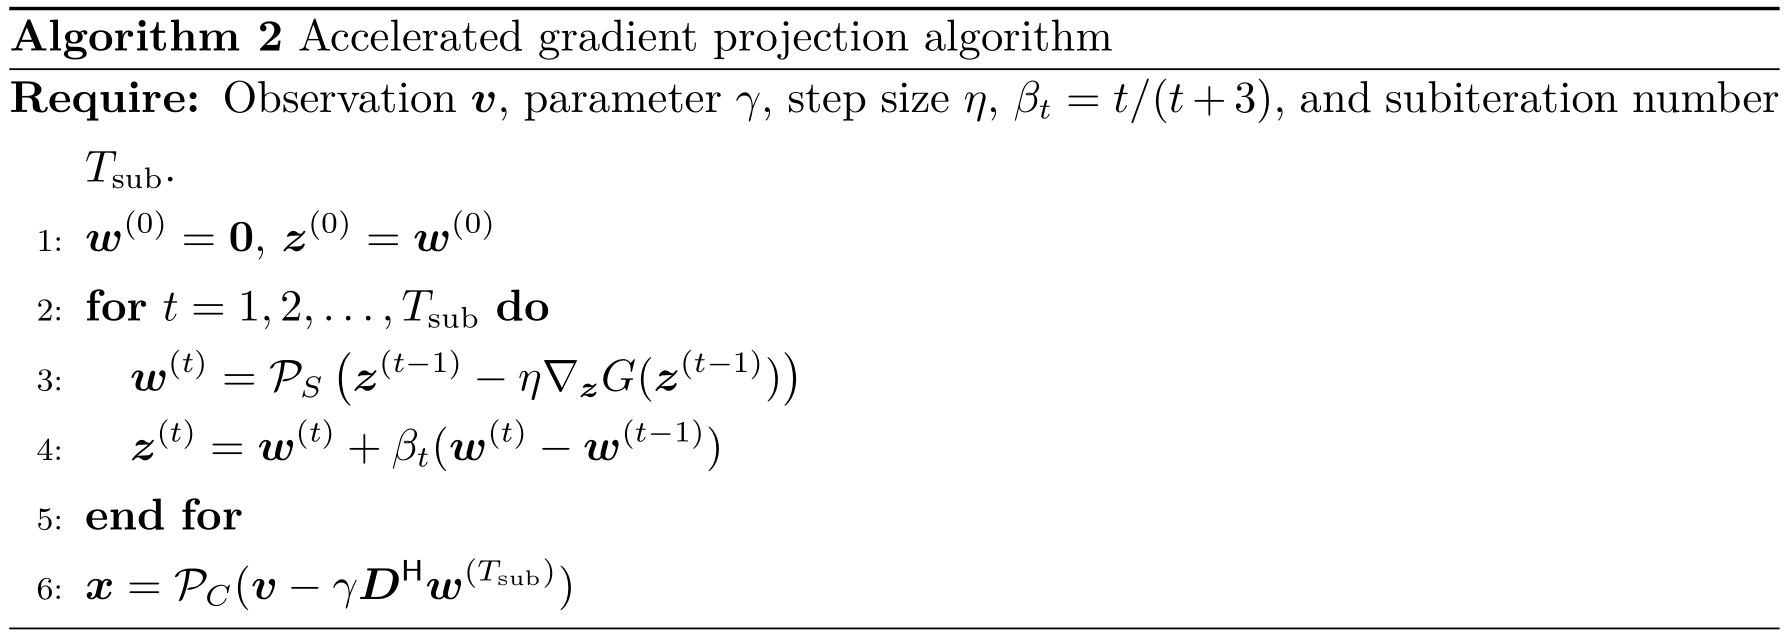 Algorithm 2 Accelerated gradient projection algorithm
Require: Observation 𝒗, parameter γ, step size η, β_t = t/(t + 3), and subiteration number
T_sub.
1: 𝒘^(0) = 𝟎, 𝒛^(0) = 𝒘^(0)
2: for t = 1, 2, . . . , T_sub do
3: 𝒘^(t) = 𝒫_S (𝒛^(t−1) − η∇_𝒛G(𝒛^(t−1)))
4: 𝒛^(t) = 𝒘^(t) + β_t(𝒘^(t) − 𝒘^(t−1))
5: end for
6: 𝒙 = 𝒫_C(𝒗 − γ𝑫^H𝒘^(T_sub))